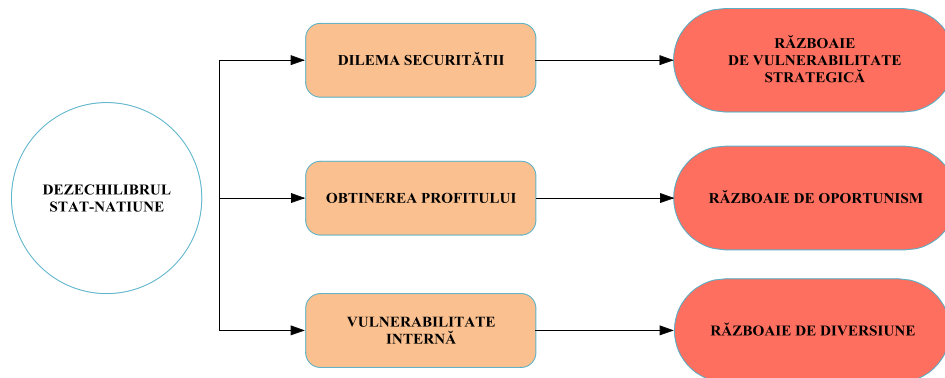 DEZECHILIBRUL
STAT-NATIUNE
DILEMA SECURITĂTII
RĂZBOAIE
DE VULNERABILITATE
STRATEGICĂ
OBTINEREA PROFITULUI
RĂZBOAIE DE OPORTUNISM
VULNERABILITATE
INTERNĂ
RĂZBOAIE DE DIVERSIUNE